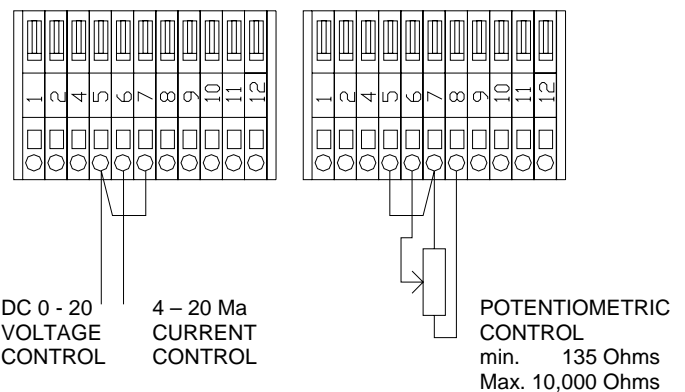 1 2 4 5 6 7 8 9 10 11 12
1 2 4 5 6 7 8 9 10 11 12
DC 0 - 20
VOLTAGE
CONTROL
4 – 20 Ma
CURRENT
CONTROL
POTENTIOMETRIC
CONTROL
min. 135 Ohms
Max. 10,000 Ohms